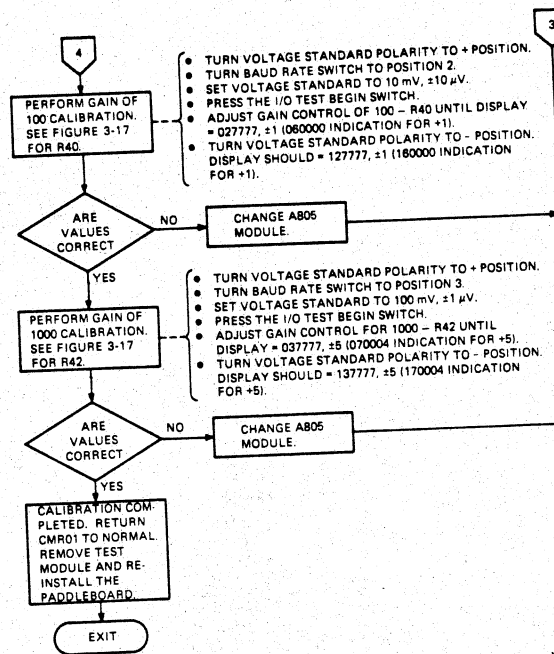 3
4
• TURN VOLTAGE STANDARD POLARITY TO + POSITION.
• TURN BAUD RATE SWITCH TO POSITION 2.
• SET VOLTAGE STANDARD TO 10 mV, ±10 µV.
• PRESS THE I/O TEST BEGIN SWITCH.
• ADJUST GAIN CONTROL OF 100 – R40 UNTIL DISPLAY
= 027777, ±1 (060000 INDICATION FOR +1).
• TURN VOLTAGE STANDARD POLARITY TO – POSITION.
DISPLAY SHOULD = 127777, ±1 (160000 INDICATION
FOR +1).
PERFORM GAIN OF
100 CALIBRATION.
SEE FIGURE 3-17
FOR R40.
ARE
VALUES
CORRECT
NO
CHANGE A805
MODULE.
YES
• TURN VOLTAGE STANDARD POLARITY TO + POSITION.
• TURN BAUD RATE SWITCH TO POSITION 3.
• SET VOLTAGE STANDARD TO 100 mV, ±1 µV.
• PRESS THE I/O TEST BEGIN SWITCH.
• ADJUST GAIN CONTROL FOR 1000 – R42 UNTIL
DISPLAY = 037777, ±5 (070004 INDICATION FOR +5).
• TURN VOLTAGE STANDARD POLARITY TO – POSITION.
DISPLAY SHOULD = 137777, ±5 (170004 INDICATION
FOR +5).
PERFORM GAIN OF
1000 CALIBRATION.
SEE FIGURE 3-17
FOR R42.
ARE
VALUES
CORRECT
NO
CHANGE A805
MODULE.
YES
CALIBRATION COM-
PLETED. RETURN
CMR01 TO NORMAL.
REMOVE TEST
MODULE AND RE-
INSTALL THE
PADDLEBOARD.
EXIT